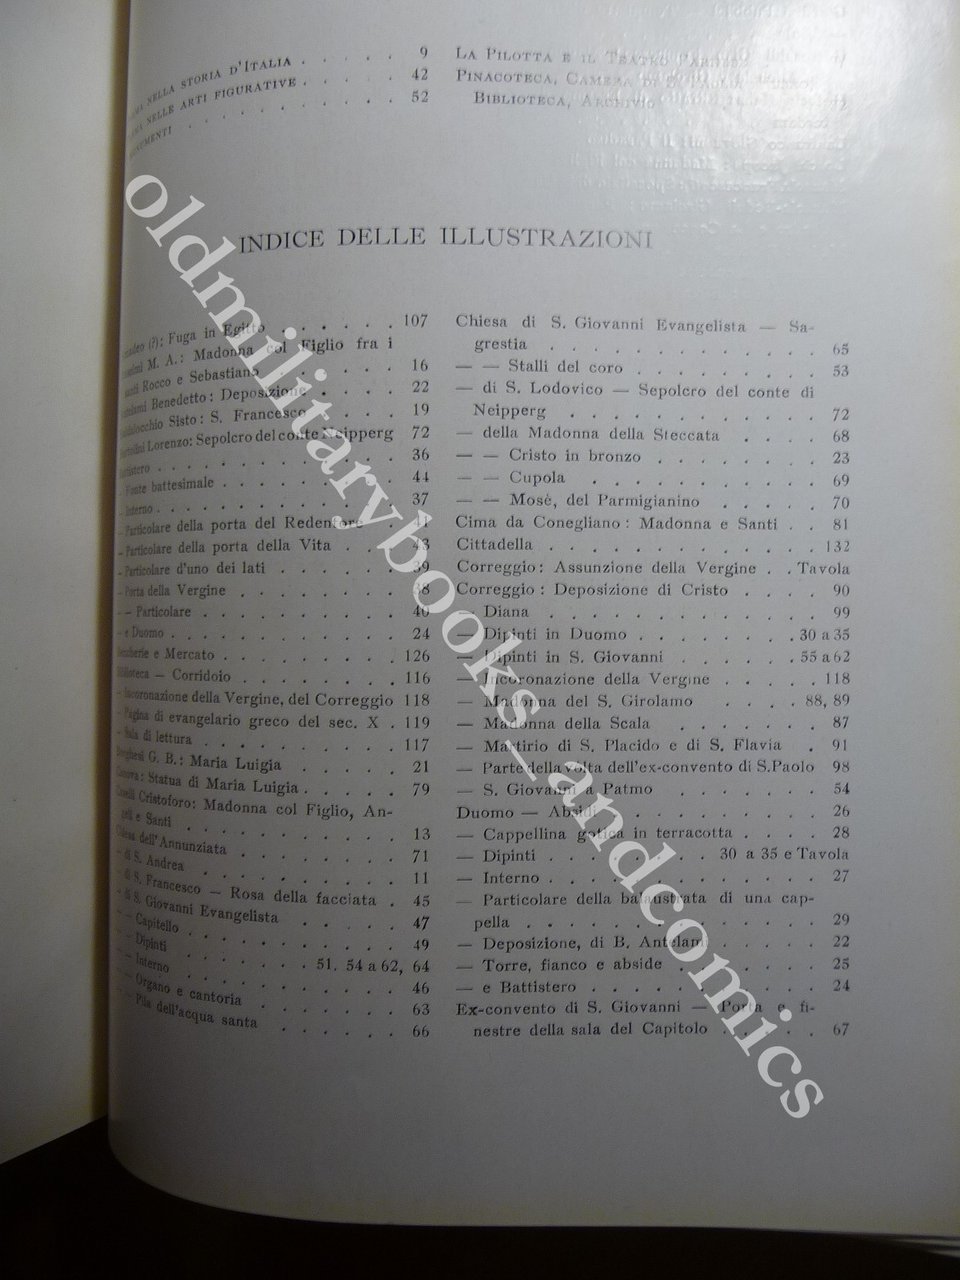 NELLA STORIA D'ITALIA . . . . . 9
NELLE ARTI FIGURATIVE . . . . . 42
. . . . . . . . . 52
LA PILOTTA E IL TEATRO FARNESE
PINACOTECA, CAMERA DI S. PAOLO
BIBLIOTECA, ARCHIVIO
INDICE DELLE ILLUSTRAZIONI
(?): Fuga in Egitto . . . . . . 107
M. A.: Madonna col Figlio fra i
Santi Rocco e Sebastiano . . . . . 16
Benedetto: Deposizione . . . . 22
Sisto: S. Francesco . . . . 19
Lorenzo: Sepolcro del conte Neipperg 72
Battistero . . . . . . . . . . 36
– Fonte battesimale . . . . . . . . 44
– Interno . . . . . . . . . . 37
– Particolare della porta del Redentore . 41
– Particolare della porta della Vita . . . 43
– Particolare d'uno dei lati . . . . . 39
– Porta della Vergine . . . . . . . 38
– – Particolare . . . . . . . . 40
– e Duomo . . . . . . . . . . 24
Beccherie e Mercato . . . . . . . 126
Biblioteca — Corridoio . . . . . . 116
– Incoronazione della Vergine, del Correggio 118
– Pagina di evangelario greco del sec. X . 119
– Sala di lettura . . . . . . . . . 117
Borghesi G. B.: Maria Luigia . . . . . 21
Canova: Statua di Maria Luigia . . . . . 79
Caselli Cristoforo: Madonna col Figlio, An-
geli e Santi . . . . . . . . . 13
Chiesa dell'Annunziata . . . . . . . 71
– di S. Andrea . . . . . . . . . 11
– di S. Francesco — Rosa della facciata . 45
– di S. Giovanni Evangelista . . . . . 47
– – Capitello . . . . . . . . . 49
– – Dipinti . . . . . . 51. 54 a 62, 64
– – Interno . . . . . . . . . . 46
– – Organo e cantoria . . . . . . 63
– – Pila dell'acqua santa . . . . . 66
Chiesa di S. Giovanni Evangelista — Sa-
grestia . . . . . . . . . . . . 65
— — Stalli del coro . . . . . . . . 53
— di S. Lodovico — Sepolcro del conte di
Neipperg . . . . . . . . . . . 72
— della Madonna della Steccata . . . . 68
— — Cristo in bronzo . . . . . . . 23
— — Cupola . . . . . . . . . . 69
— — Mosè, del Parmigianino . . . . . 70
Cima da Conegliano: Madonna e Santi . . 81
Cittadella . . . . . . . . . . . . 132
Correggio: Assunzione della Vergine . . Tavola
Correggio: Deposizione di Cristo . . . . 90
— Diana . . . . . . . . . . . . 99
— Dipinti in Duomo . . . . . . . . 30 a 35
— Dipinti in S. Giovanni . . . . . . 55 a 62
— Incoronazione della Vergine . . . . . 118
— Madonna del S. Girolamo . . . . 88, 89
— Madonna della Scala . . . . . . 87
— Martirio di S. Placido e di S. Flavia . 91
— Parte della volta dell'ex-convento di S. Paolo 98
— S. Giovanni a Patmo . . . . . . . 54
Duomo — Absidi . . . . . . . . . 26
— Cappellina gotica in terracotta . . . . 28
— Dipinti . . . . . . . . 30 a 35 e Tavola
— Interno . . . . . . . . . . . . 27
— Particolare della balaustrata di una cap-
pella . . . . . . . . . . . . . 29
— Deposizione, di B. Antelami . . . . . 22
— Torre, fianco e abside . . . . . . . 25
— e Battistero . . . . . . . . . . 24
Ex-convento di S. Giovanni — Porta e fi-
nestre della sala del Capitolo . . . . . 67
oldmilitarybooks_andcomics